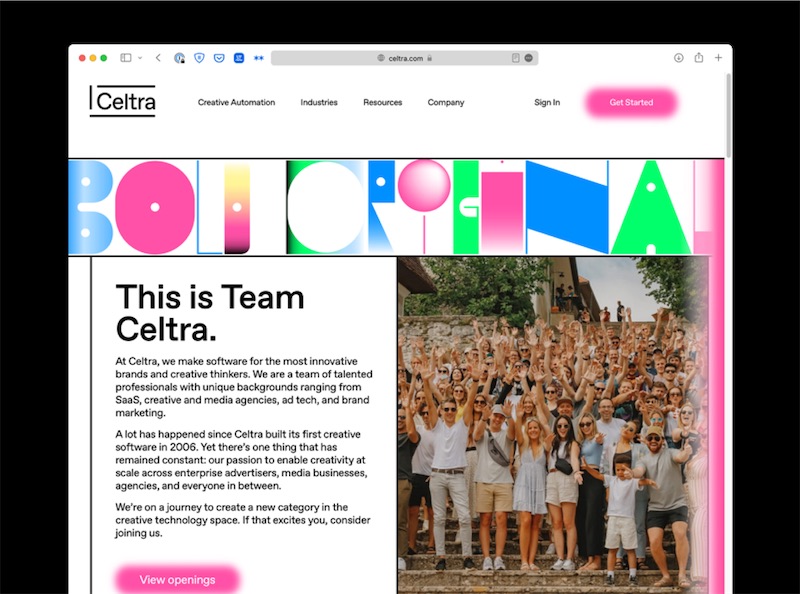 celtra.com
Celtra
Creative Automation
Industries
Resources
Company
Sign In
Get Started
BOLD ORIGINAL
This is Team
Celtra.
At Celtra, we make software for the most innovative
brands and creative thinkers. We are a team of talented
professionals with unique backgrounds ranging from
SaaS, creative and media agencies, ad tech, and brand
marketing.
A lot has happened since Celtra built its first creative
software in 2006. Yet there's one thing that has
remained constant: our passion to enable creativity at
scale across enterprise advertisers, media businesses,
agencies, and everyone in between.
We're on a journey to create a new category in the
creative technology space. If that excites you, consider
joining us.
View openings